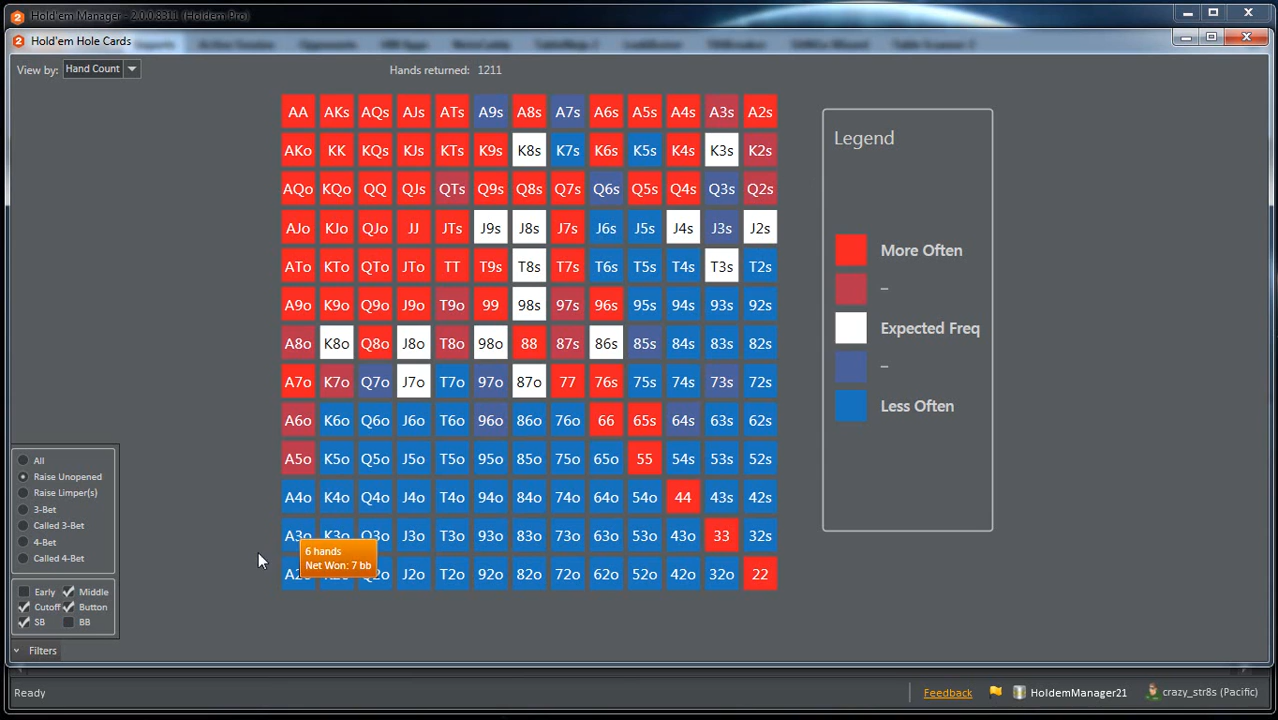 Hold'em Manager - 2.0.0.8311 (Holdem Pro)
Hold'em Hole Cards
View by: Hand Count
Hands returned: 1211
AA AKs AQs AJs ATs A9s A8s A7s A6s A5s A4s A3s A2s
AKo KK KQs KJs KTs K9s K8s K7s K6s K5s K4s K3s K2s
AQo KQo QQ QJs QTs Q9s Q8s Q7s Q6s Q5s Q4s Q3s Q2s
AJo KJo QJo JJ JTs J9s J8s J7s J6s J5s J4s J3s J2s
ATo KTo QTo JTo TT T9s T8s T7s T6s T5s T4s T3s T2s
A9o K9o Q9o J9o T9o 99 98s 97s 96s 95s 94s 93s 92s
A8o K8o Q8o J8o T8o 98o 88 87s 86s 85s 84s 83s 82s
A7o K7o Q7o J7o T7o 97o 87o 77 76s 75s 74s 73s 72s
A6o K6o Q6o J6o T6o 96o 86o 76o 66 65s 64s 63s 62s
A5o K5o Q5o J5o T5o 95o 85o 75o 65o 55 54s 53s 52s
A4o K4o Q4o J4o T4o 94o 84o 74o 64o 54o 44 43s 42s
A3o K3o Q3o J3o T3o 93o 83o 73o 63o 53o 43o 33 32s
J2o T2o 92o 82o 72o 62o 52o 42o 32o 22
6 hands
Net Won: 7 bb
Legend
More Often
–
Expected Freq
–
Less Often
All
Raise Unopened
Raise Limper(s)
3-Bet
Called 3-Bet
4-Bet
Called 4-Bet
Early Middle
Cutoff Button
SB BB
Filters
Ready
Feedback HoldemManager21 crazy_str8s (Pacific)